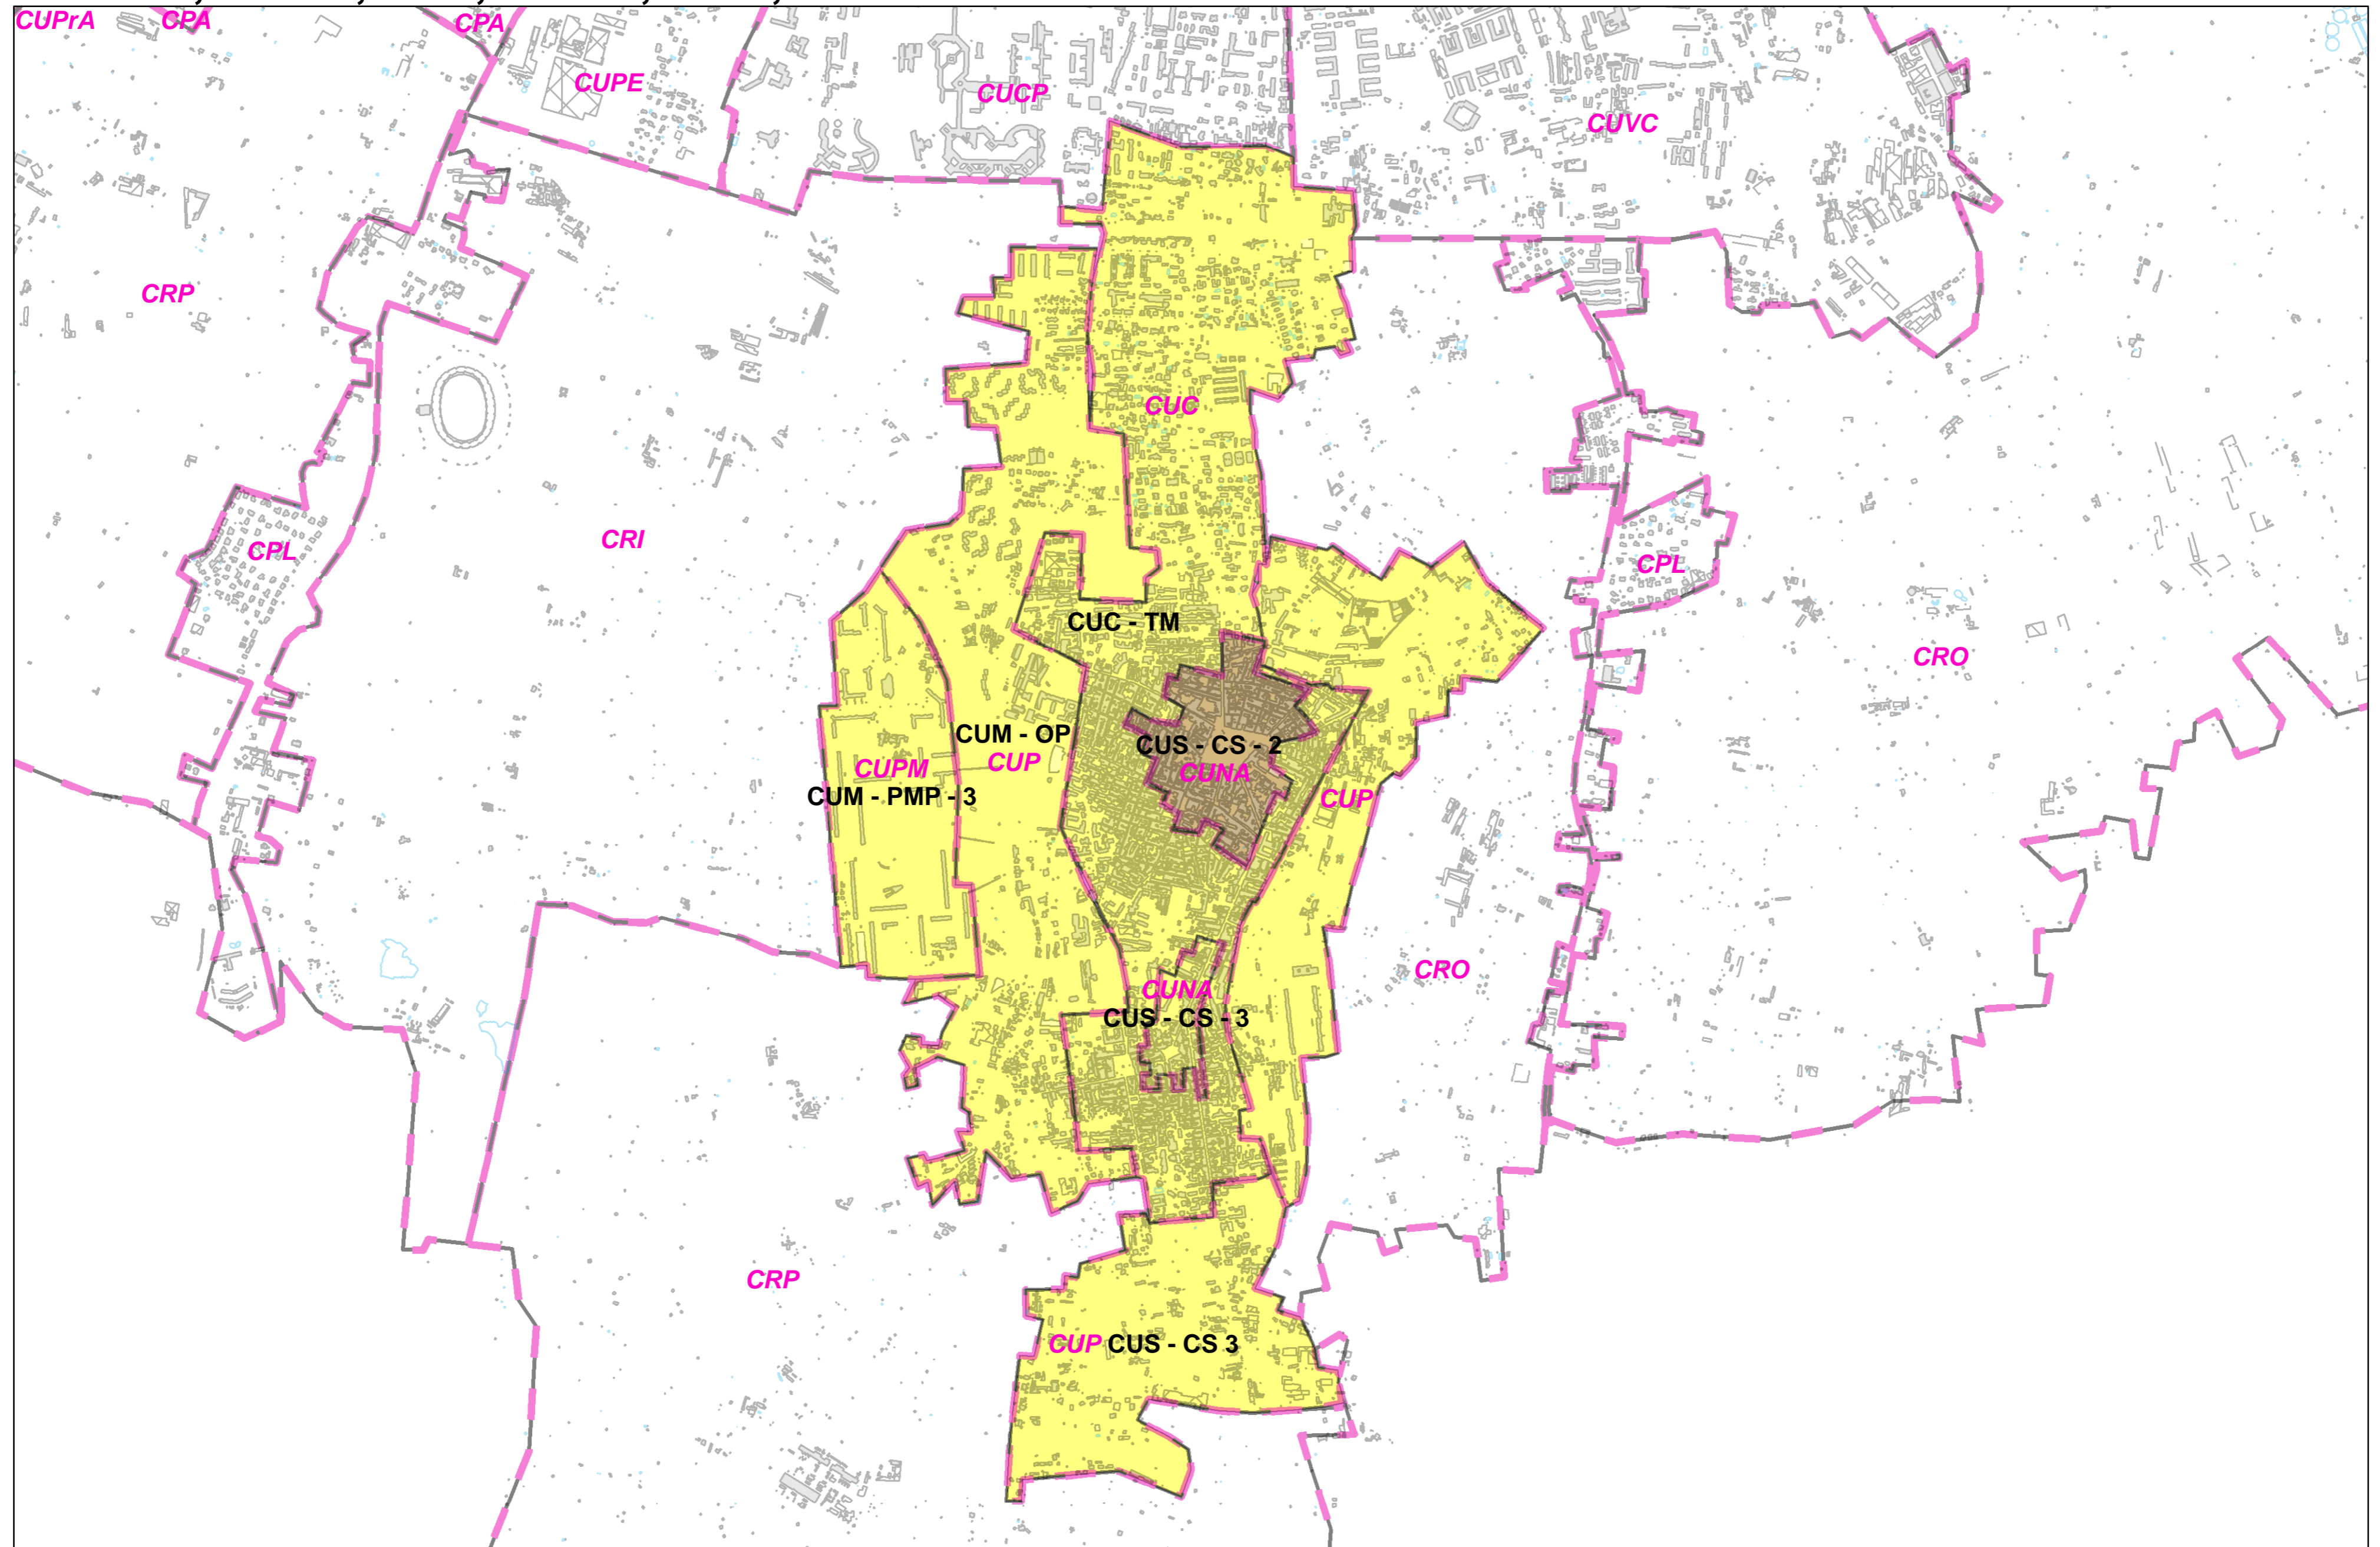 CUPrA
CPA
CPA
CUPE
CUCP
CUVC
CRP
CUC
CRI
CPL
CPL
CUC - TM
CRO
CUM - OP
CUP
CUS - CS - 2
CUNA
CUPM
CUM - PMP - 3
CUP
CRO
CUNA
CUS - CS - 3
CRP
CUP CUS - CS 3